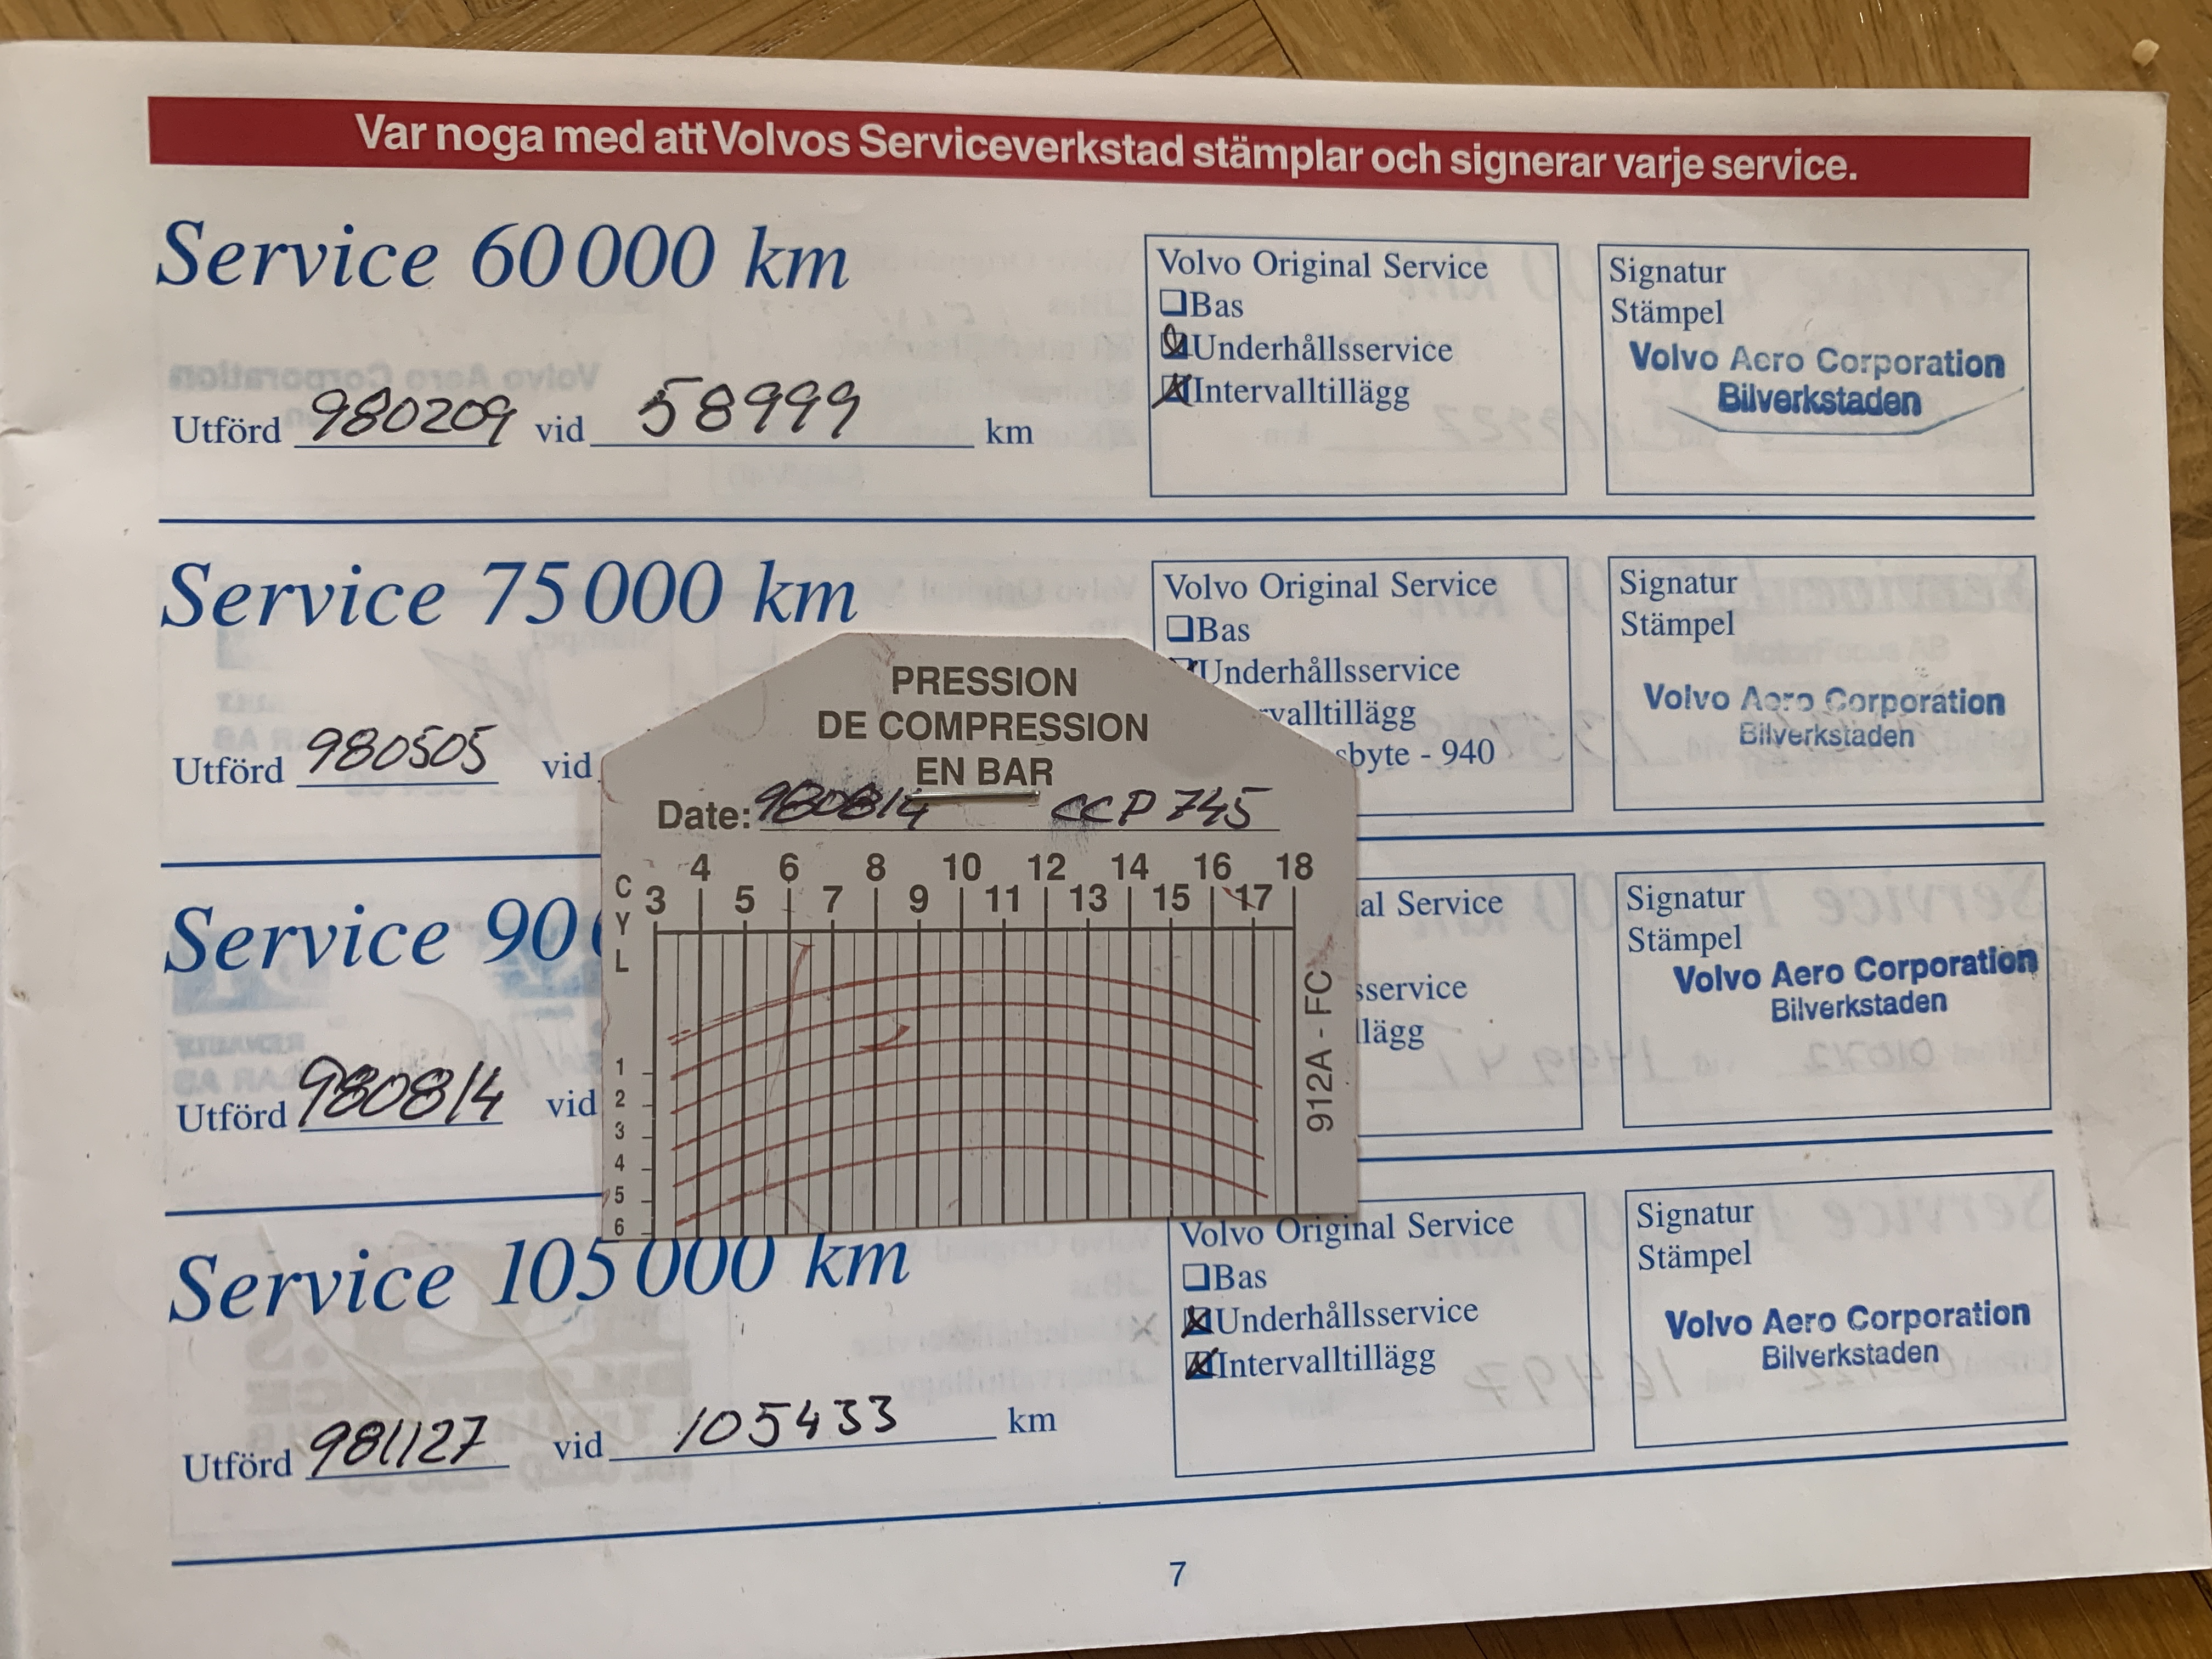 Var noga med att Volvos Serviceverkstad stämplar och signerar varje service.
Service 60 000 km
Utförd 980209 vid 58999 km
Volvo Original Service
Bas
Underhållsservice
Intervalltillägg
Signatur
Stämpel
Volvo Aero Corporation
Bilverkstaden
Service 75 000 km
Utförd 980505 vid
Volvo Original Service
Bas
Underhållsservice
valltillägg
sbyte - 940
Signatur
Stämpel
Volvo Aero Corporation
Bilverkstaden
PRESSION
DE COMPRESSION
EN BAR
Date: 980814 CCP 745
4 6 8 10 12 14 16 18
3 5 7 9 11 13 15 17
CYL
1
2
3
4
5
6
912A - FC
Service 90
Utförd 980814 vid
al Service
sservice
llägg
Signatur
Stämpel
Volvo Aero Corporation
Bilverkstaden
Service 105 000 km
Utförd 981127 vid 105433 km
Volvo Original Service
Bas
Underhållsservice
Intervalltillägg
Signatur
Stämpel
Volvo Aero Corporation
Bilverkstaden
7